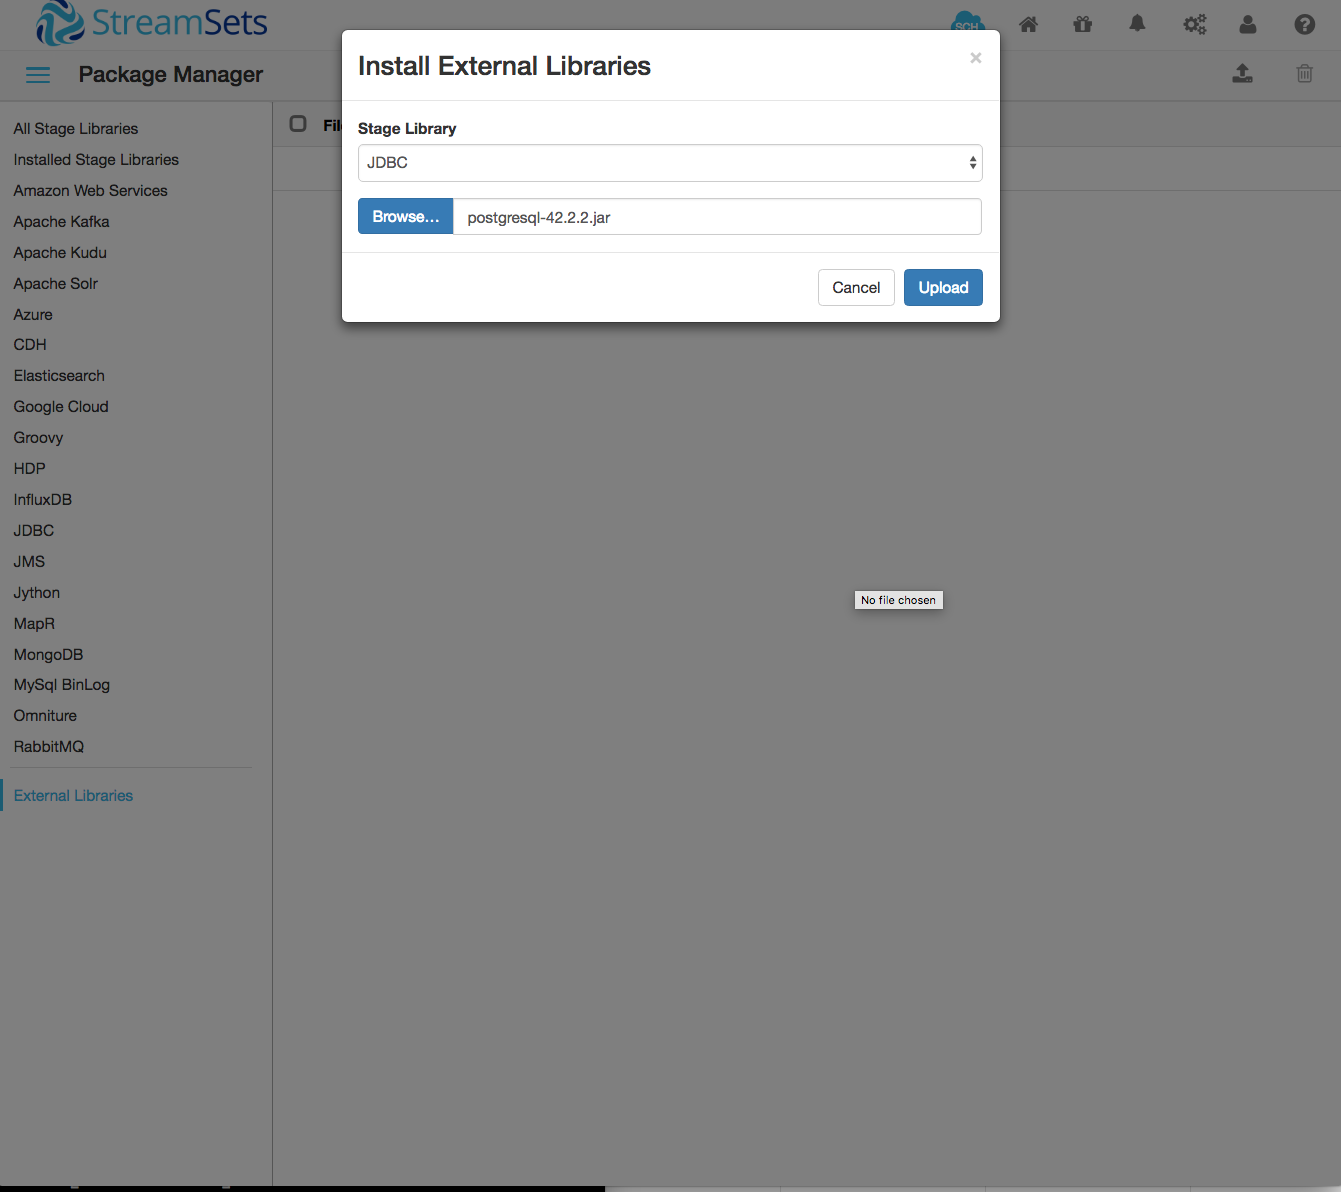 StreamSets
SCH
Package Manager
Install External Libraries
×
Stage Library
JDBC
Browse...
postgresql-42.2.2.jar
Cancel
Upload
All Stage Libraries
Installed Stage Libraries
Amazon Web Services
Apache Kafka
Apache Kudu
Apache Solr
Azure
CDH
Elasticsearch
Google Cloud
Groovy
HDP
InfluxDB
JDBC
JMS
Jython
MapR
MongoDB
MySql BinLog
Omniture
RabbitMQ
External Libraries
No file chosen